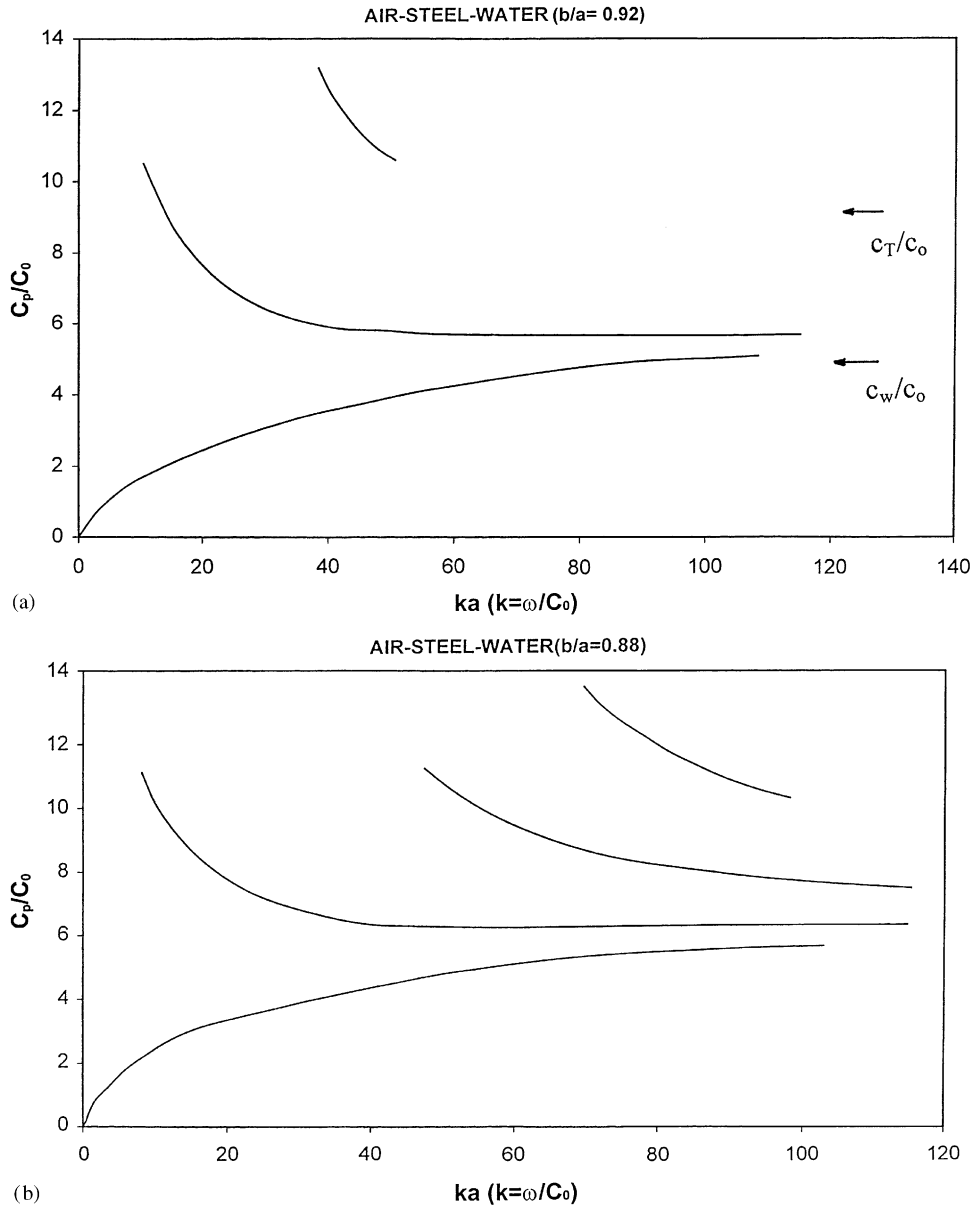 AIR-STEEL-WATER (b/a= 0.92)
14
12
10
8
6
4
2
0
C_p/C_0
c_T/c_o
c_w/c_o
0 20 40 60 80 100 120 140
ka (k=ω/C_0)
(a)
AIR-STEEL-WATER(b/a=0.88)
14
12
10
8
6
4
2
0
C_p/C_0
0 20 40 60 80 100 120
ka (k=ω/C_0)
(b)